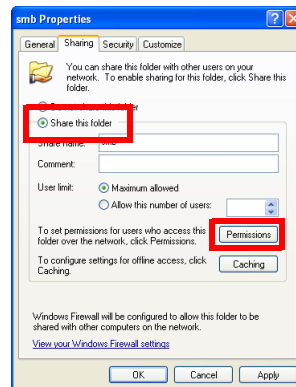 smb Properties
General Sharing Security Customize
You can share this folder with other users on your
network. To enable sharing for this folder, click Share this
folder.
this folder
Share this folder
Share name: smb
Comment:
User limit: Maximum allowed
Allow this number of users:
To set permissions for users who access this
folder over the network, click Permissions.
Permissions
To configure settings for offline access, click
Caching.
Caching
Windows Firewall will be configured to allow this folder to be
shared with other computers on the network.
View your Windows Firewall settings
OK Cancel Apply